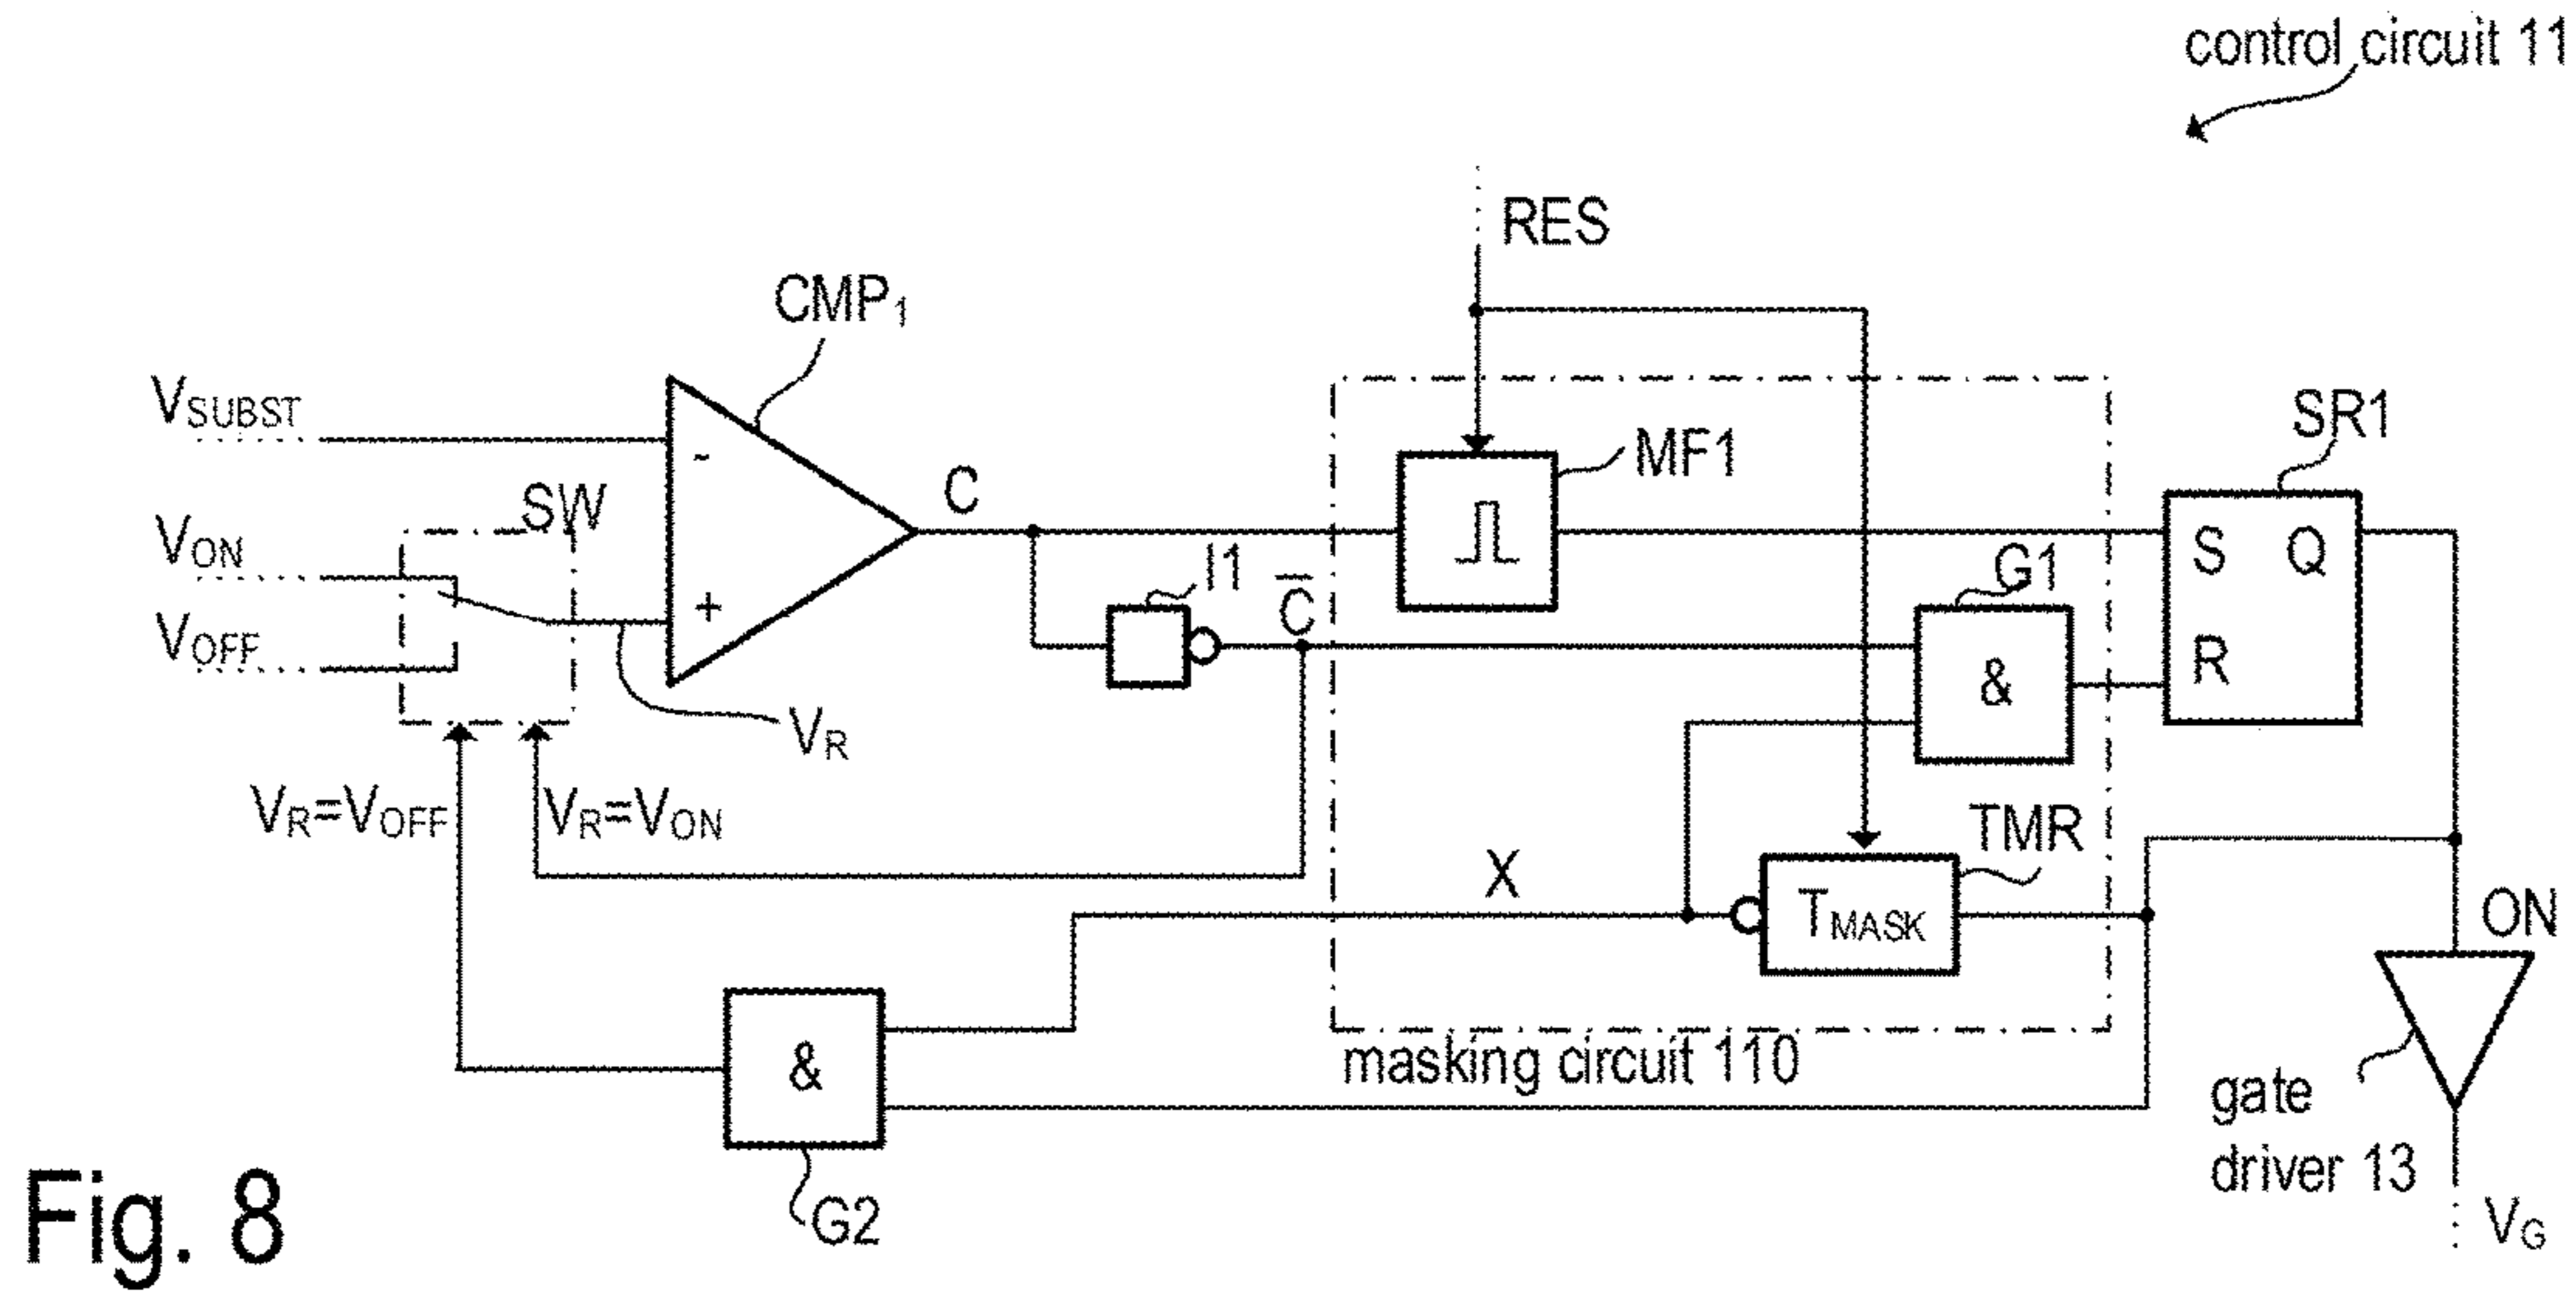 control circuit 11
RES
CMP1
VSUBST
-
SW
C
MF1
SR1
VON
VOFF
+
I1
C̅
G1
S Q
R
&
VR
VR=VOFF
VR=VON
X
TMR
TMASK
ON
&
masking circuit 110
gate
driver 13
G2
VG
Fig. 8